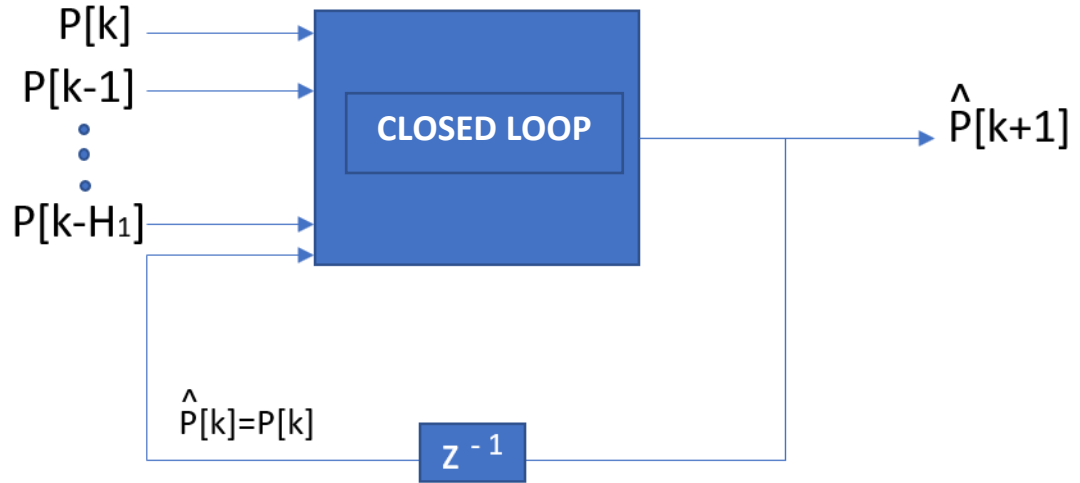 P[k]
P[k-1]
P[k-H₁]
CLOSED LOOP
P̂[k+1]
P̂[k]=P[k]
z⁻¹